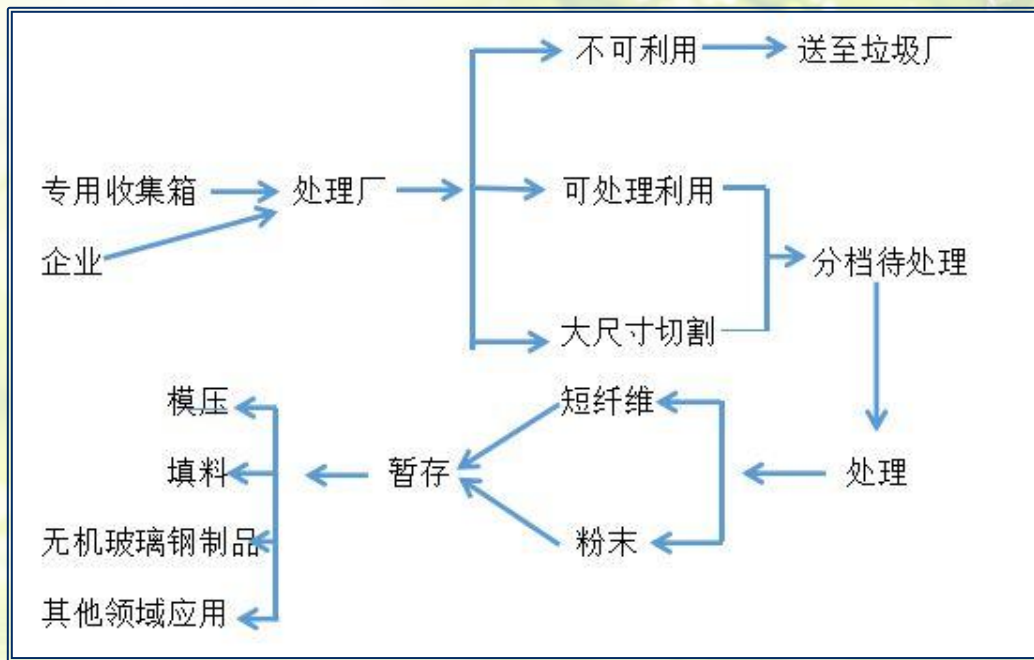 不可利用
送至垃圾厂
专用收集箱
处理厂
可处理利用
企业
分档待处理
大尺寸切割
模压
短纤维
填料
暂存
处理
无机玻璃钢制品
粉末
其他领域应用